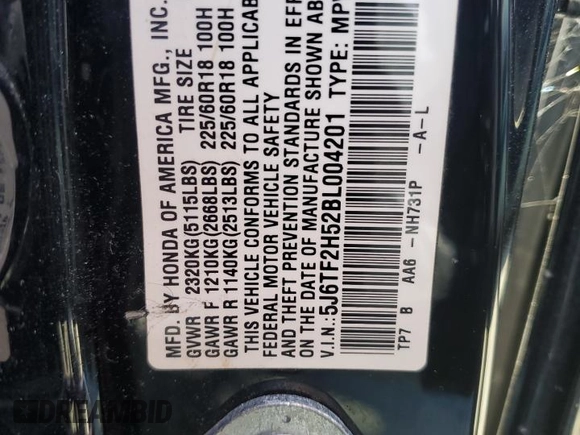 MFD. BY HONDA OF AMERICA MFG., INC.
TIRE SIZE
GVWR 2320KG(5115LBS)
GAWR F 1210KG(2668LBS) 225/60R18 100H
GAWR R 1140KG(2513LBS) 225/60R18 100H
THIS VEHICLE CONFORMS TO ALL APPLICAB
FEDERAL MOTOR VEHICLE SAFETY
AND THEFT PREVENTION STANDARDS IN EFF
ON THE DATE OF MANUFACTURE SHOWN AB
V.I.N.: 5J6TF2H52BL004201 TYPE: MP
TP7 B AA6 -NH731P -A-L
DREAMBID